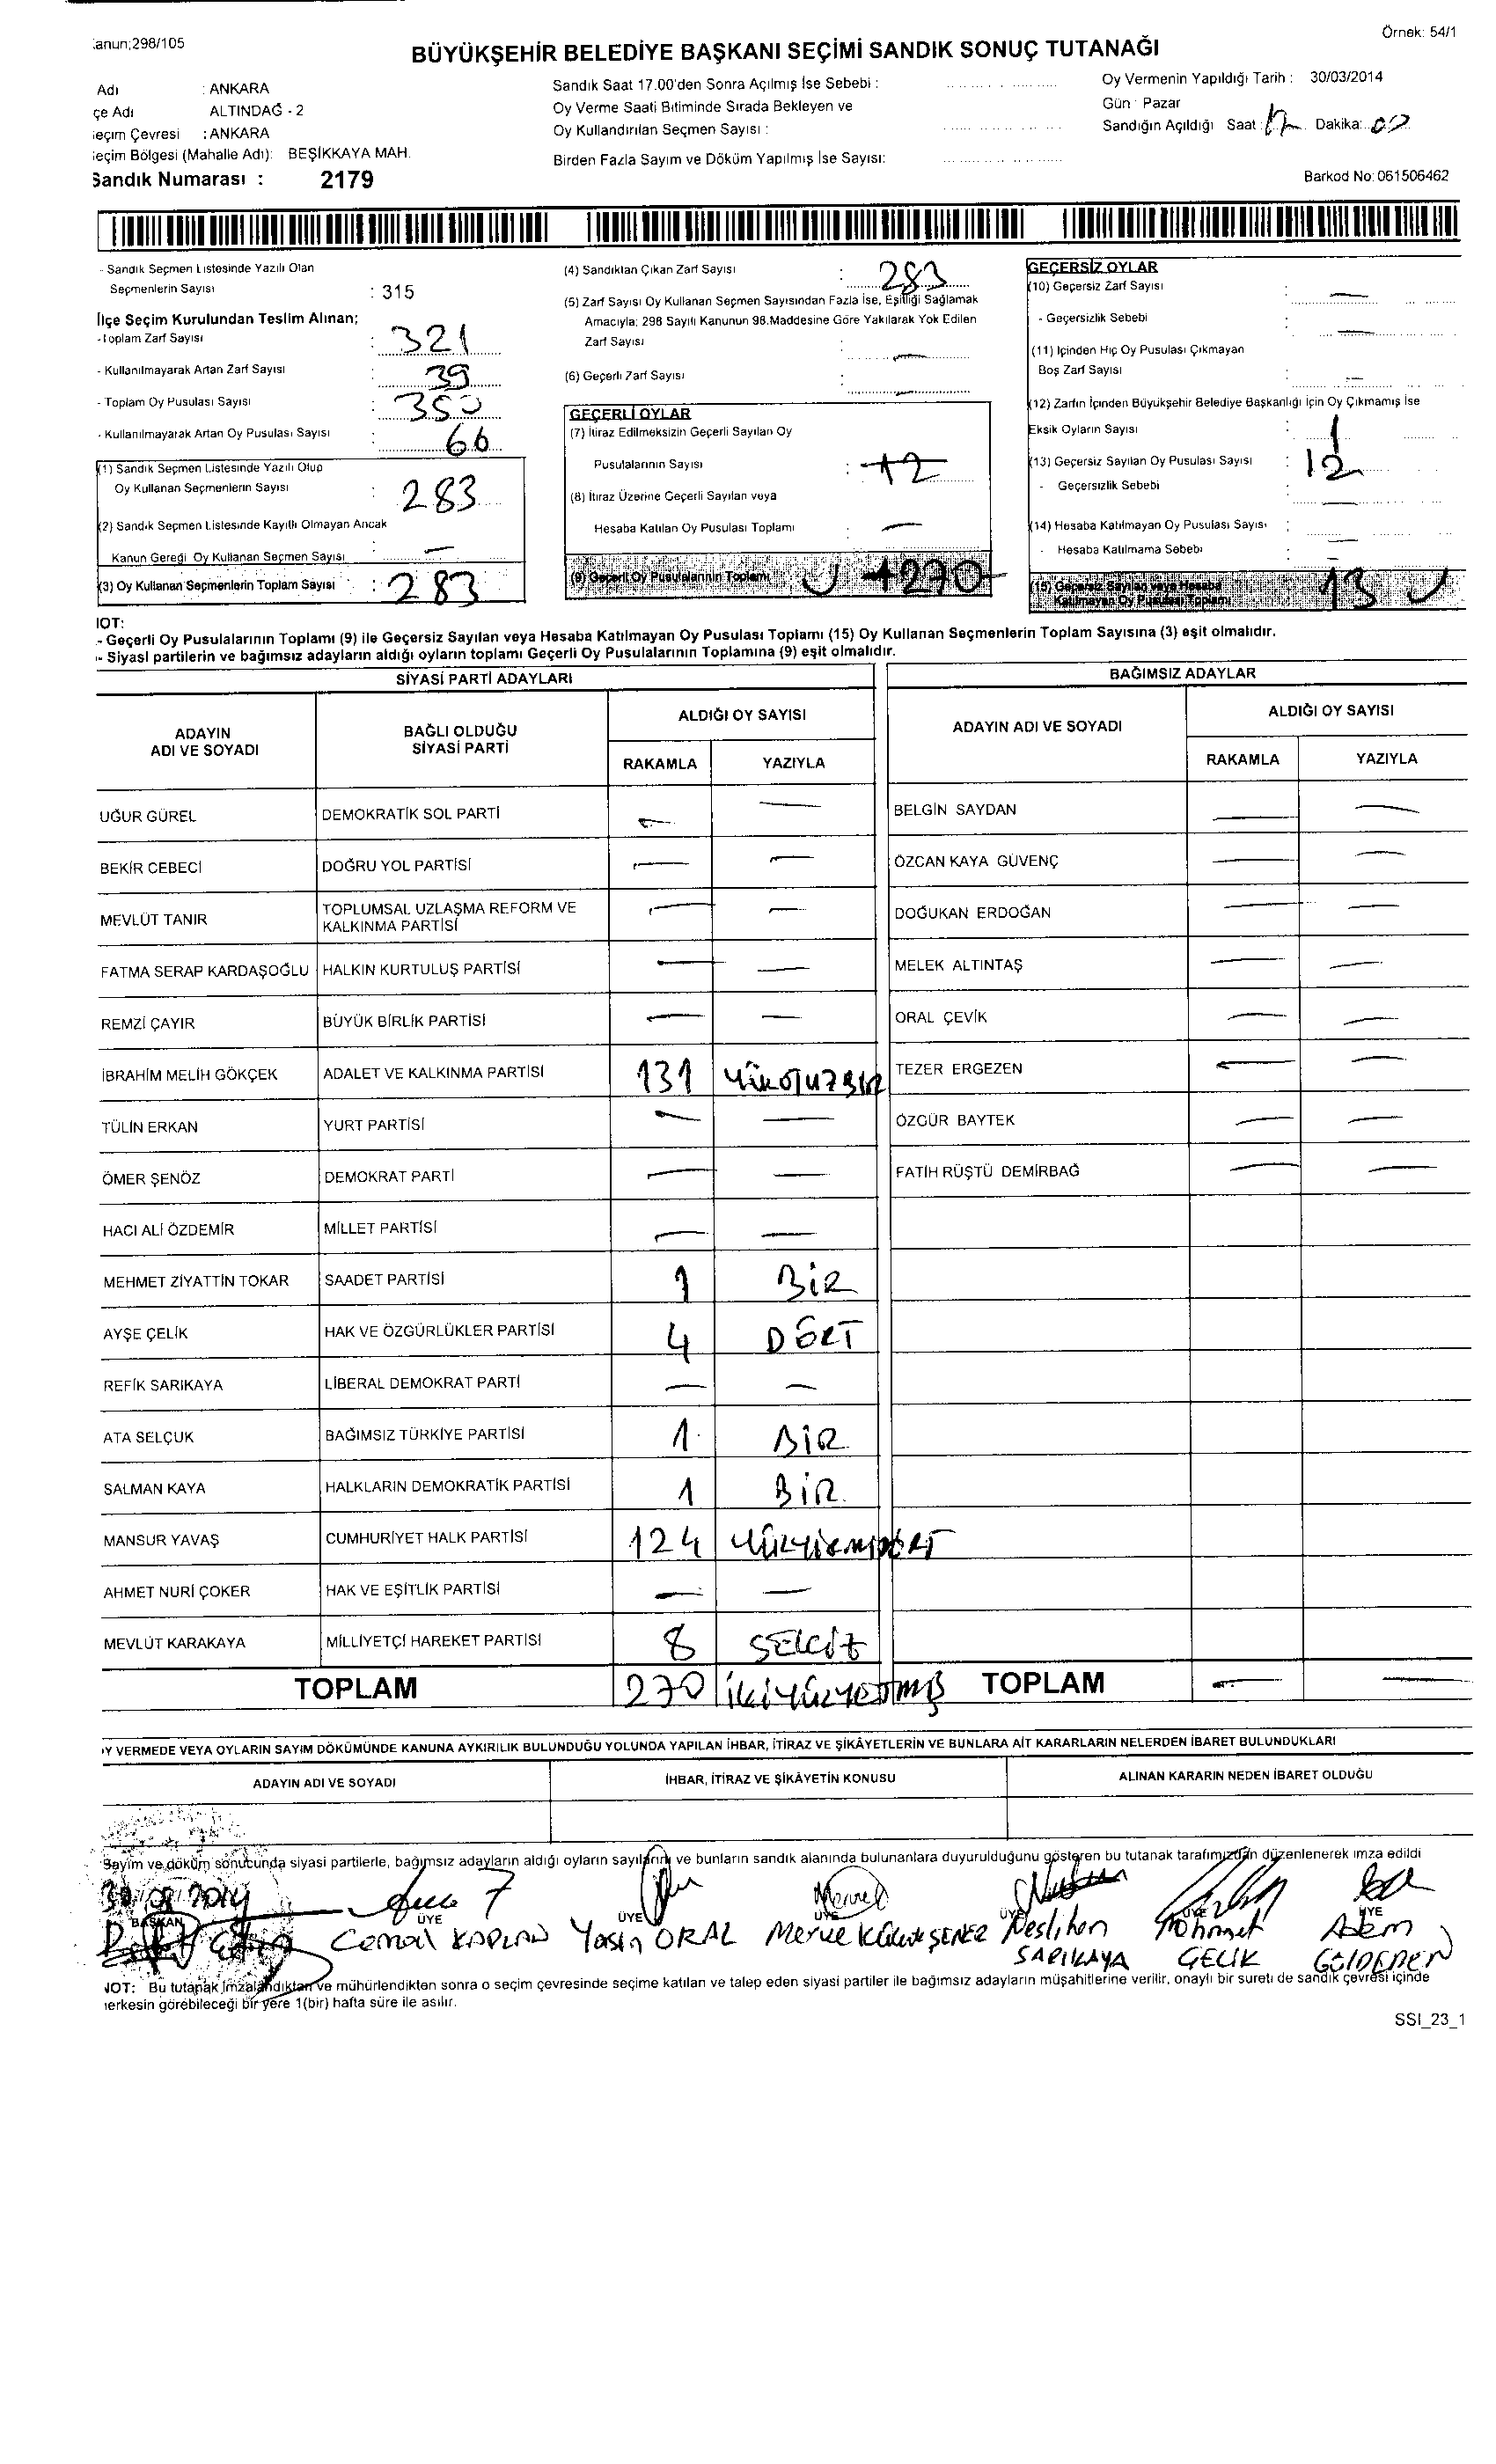 Kanun;298/105
Örnek: 54/1
BÜYÜKŞEHİR BELEDİYE BAŞKANI SEÇİMİ SANDIK SONUÇ TUTANAĞI
Adı : ANKARA
çe Adı ALTINDAĞ - 2
eçim Çevresi : ANKARA
eçim Bölgesi (Mahalle Adı): BEŞİKKAYA MAH.
Sandık Numarası : 2179
Sandık Saat 17.00'den Sonra Açılmış İse Sebebi :
Oy Verme Saati Bitiminde Sırada Bekleyen ve
Oy Kullandırılan Seçmen Sayısı :
Birden Fazla Sayım ve Döküm Yapılmış İse Sayısı:
Oy Vermenin Yapıldığı Tarih : 30/03/2014
Gün : Pazar
Sandığın Açıldığı Saat : Dakika:
Barkod No: 061506462
- Sandık Seçmen Listesinde Yazılı Olan
Seçmenlerin Sayısı : 315
İlçe Seçim Kurulundan Teslim Alınan;
- Toplam Zarf Sayısı : 321
- Kullanılmayarak Artan Zarf Sayısı : 39
- Toplam Oy Pusulası Sayısı : 350
- Kullanılmayarak Artan Oy Pusulası Sayısı : 66
(1) Sandık Seçmen Listesinde Yazılı Olup
Oy Kullanan Seçmenlerin Sayısı : 283
(2) Sandık Seçmen Listesinde Kayıtlı Olmayan Ancak
Kanun Gereği Oy Kullanan Seçmen Sayısı : —
(3) Oy Kullanan Seçmenlerin Toplam Sayısı : 283
(4) Sandıktan Çıkan Zarf Sayısı : 283
(5) Zarf Sayısı Oy Kullanan Seçmen Sayısından Fazla İse, Eşitliği Sağlamak
Amacıyla; 298 Sayılı Kanunun 98.Maddesine Göre Yakılarak Yok Edilen
Zarf Sayısı : —
(6) Geçerli Zarf Sayısı : —
GEÇERLİ OYLAR
(7) İtiraz Edilmeksizin Geçerli Sayılan Oy
Pusulalarının Sayısı : 12
(8) İtiraz Üzerine Geçerli Sayılan veya
Hesaba Katılan Oy Pusulası Toplamı : —
(9) Geçerli Oy Pusulalarının Toplamı 270
GEÇERSİZ OYLAR
(10) Geçersiz Zarf Sayısı : —
- Geçersizlik Sebebi : —
(11) İçinden Hiç Oy Pusulası Çıkmayan
Boş Zarf Sayısı : —
(12) Zarfın İçinden Büyükşehir Belediye Başkanlığı İçin Oy Çıkmamış İse
Eksik Oyların Sayısı : 1
(13) Geçersiz Sayılan Oy Pusulası Sayısı : 12
- Geçersizlik Sebebi : —
(14) Hesaba Katılmayan Oy Pusulası Sayısı : —
- Hesaba Katılmama Sebebi : —
(15) Geçersiz Sayılan veya Hesaba
Katılmayan Oy Pusulası Toplamı 13
NOT:
- Geçerli Oy Pusulalarının Toplamı (9) ile Geçersiz Sayılan veya Hesaba Katılmayan Oy Pusulası Toplamı (15) Oy Kullanan Seçmenlerin Toplam Sayısına (3) eşit olmalıdır.
- Siyasi partilerin ve bağımsız adayların aldığı oyların toplamı Geçerli Oy Pusulalarının Toplamına (9) eşit olmalıdır.
SİYASİ PARTİ ADAYLARI
ADAYIN ADI VE SOYADI
BAĞLI OLDUĞU SİYASİ PARTİ
ALDIĞI OY SAYISI
RAKAMLA YAZIYLA
UĞUR GÜREL DEMOKRATİK SOL PARTİ — —
BEKİR CEBECİ DOĞRU YOL PARTİSİ — —
MEVLÜT TANIR TOPLUMSAL UZLAŞMA REFORM VE KALKINMA PARTİSİ — —
FATMA SERAP KARDAŞOĞLU HALKIN KURTULUŞ PARTİSİ — —
REMZİ ÇAYIR BÜYÜK BİRLİK PARTİSİ — —
İBRAHİM MELİH GÖKÇEK ADALET VE KALKINMA PARTİSİ 131 YÜZOTUZBİR
TÜLİN ERKAN YURT PARTİSİ — —
ÖMER ŞENÖZ DEMOKRAT PARTİ — —
HACI ALİ ÖZDEMİR MİLLET PARTİSİ — —
MEHMET ZİYATTİN TOKAR SAADET PARTİSİ 1 BİR
AYŞE ÇELİK HAK VE ÖZGÜRLÜKLER PARTİSİ 4 DÖRT
REFİK SARIKAYA LİBERAL DEMOKRAT PARTİ — —
ATA SELÇUK BAĞIMSIZ TÜRKİYE PARTİSİ 1 BİR
SALMAN KAYA HALKLARIN DEMOKRATİK PARTİSİ 1 BİR
MANSUR YAVAŞ CUMHURİYET HALK PARTİSİ 124 YÜZYİRMİDÖRT
AHMET NURİ ÇOKER HAK VE EŞİTLİK PARTİSİ — —
MEVLÜT KARAKAYA MİLLİYETÇİ HAREKET PARTİSİ 8 SEKİZ
TOPLAM 270 İKİYÜZYETMİŞ
BAĞIMSIZ ADAYLAR
ADAYIN ADI VE SOYADI
ALDIĞI OY SAYISI
RAKAMLA YAZIYLA
BELGİN SAYDAN — —
ÖZCAN KAYA GÜVENÇ — —
DOĞUKAN ERDOĞAN — —
MELEK ALTINTAŞ — —
ORAL ÇEVİK — —
TEZER ERGEZEN — —
ÖZGÜR BAYTEK — —
FATİH RÜŞTÜ DEMİRBAĞ — —
TOPLAM — —
OY VERMEDE VEYA OYLARIN SAYIM DÖKÜMÜNDE KANUNA AYKIRILIK BULUNDUĞU YOLUNDA YAPILAN İHBAR, İTİRAZ VE ŞİKÂYETLERİN VE BUNLARA AİT KARARLARIN NELERDEN İBARET BULUNDUKLARI
ADAYIN ADI VE SOYADI
İHBAR, İTİRAZ VE ŞİKÂYETİN KONUSU
ALINAN KARARIN NEDEN İBARET OLDUĞU
Sayım ve döküm sonucunda siyasi partilerle, bağımsız adayların aldığı oyların sayılarını ve bunların sandık alanında bulunanlara duyurulduğunu gösteren bu tutanak tarafımızdan düzenlenerek imza edildi
BAŞKAN ÜYE ÜYE ÜYE ÜYE ÜYE ÜYE
Cemal KAPLAN Yasin ORAL Merve Neslihan SARIKAYA Mehmet ÇELİK Adem
NOT: Bu tutanak imzalandıktan ve mühürlendikten sonra o seçim çevresinde seçime katılan ve talep eden siyasi partiler ile bağımsız adayların müşahitlerine verilir, onaylı bir sureti de sandık çevresi içinde
herkesin görebileceği bir yere 1(bir) hafta süre ile asılır.
SSI_23_1